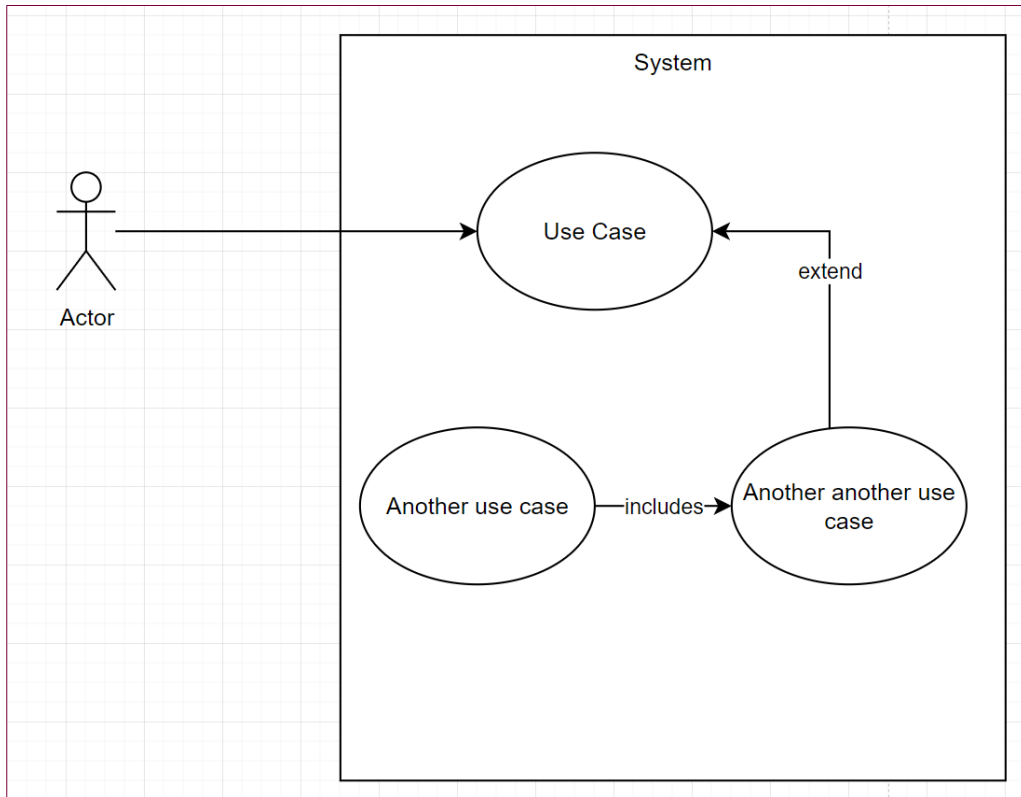 System
Use Case
extend
Actor
Another use case
includes
Another another use
case